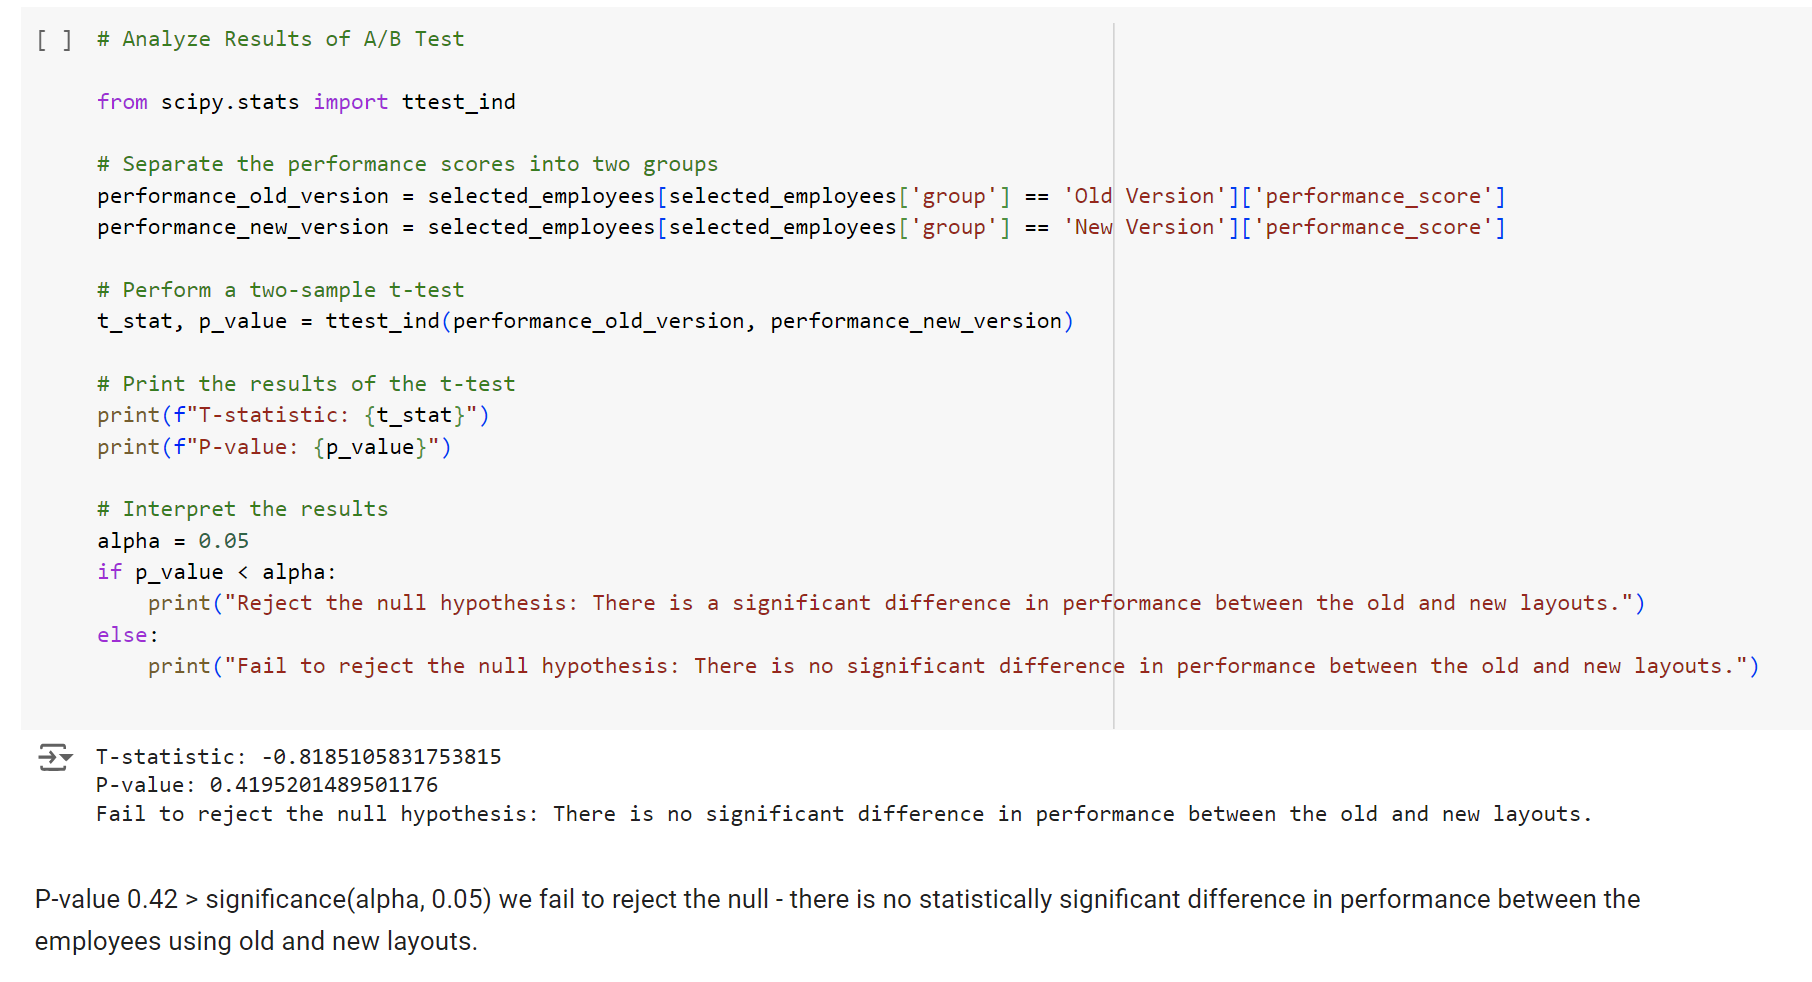 [ ] # Analyze Results of A/B Test
from scipy.stats import ttest_ind
# Separate the performance scores into two groups
performance_old_version = selected_employees[selected_employees['group'] == 'Old Version']['performance_score']
performance_new_version = selected_employees[selected_employees['group'] == 'New Version']['performance_score']
# Perform a two-sample t-test
t_stat, p_value = ttest_ind(performance_old_version, performance_new_version)
# Print the results of the t-test
print(f"T-statistic: {t_stat}")
print(f"P-value: {p_value}")
# Interpret the results
alpha = 0.05
if p_value < alpha:
    print("Reject the null hypothesis: There is a significant difference in performance between the old and new layouts.")
else:
    print("Fail to reject the null hypothesis: There is no significant difference in performance between the old and new layouts.")
T-statistic: -0.8185105831753815
P-value: 0.4195201489501176
Fail to reject the null hypothesis: There is no significant difference in performance between the old and new layouts.
P-value 0.42 > significance(alpha, 0.05) we fail to reject the null - there is no statistically significant difference in performance between the
employees using old and new layouts.